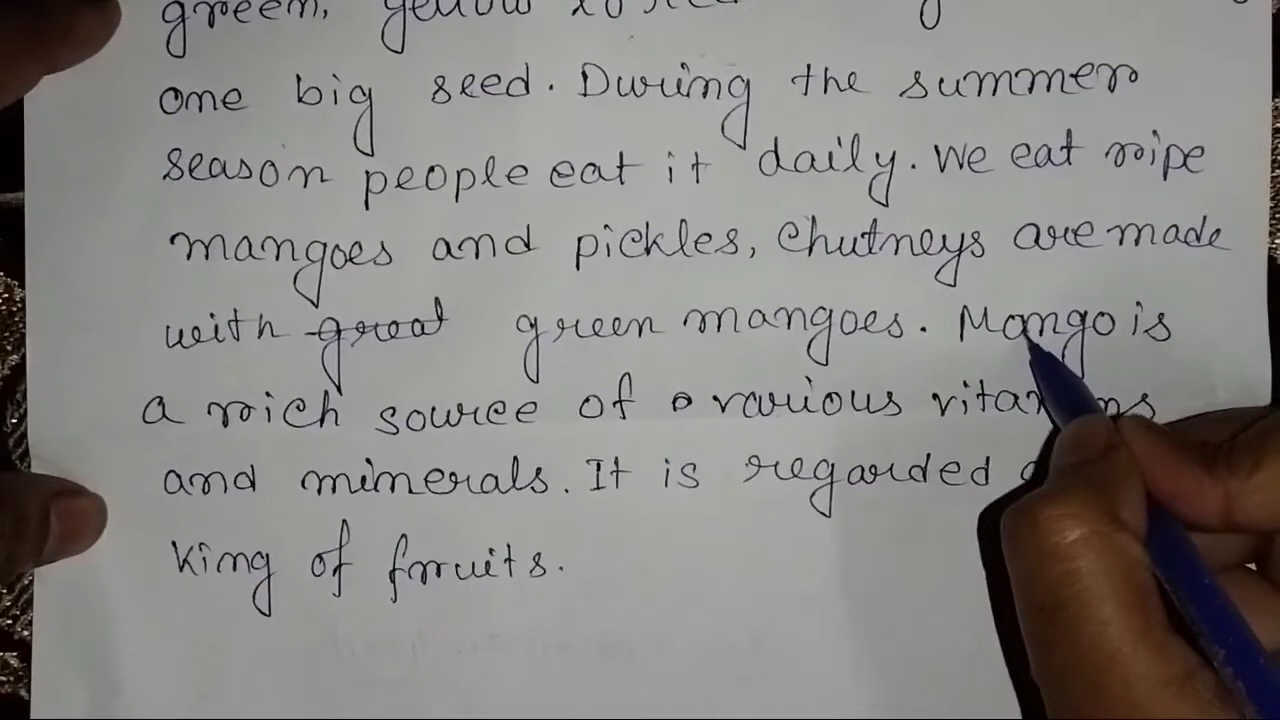 green, yellow
one big seed. During the summer
season people eat it daily. We eat ripe
mangoes and pickles, chutneys are made
with great green mangoes. Mango is
a rich source of various
and minerals. It is regarded
king of fruits.